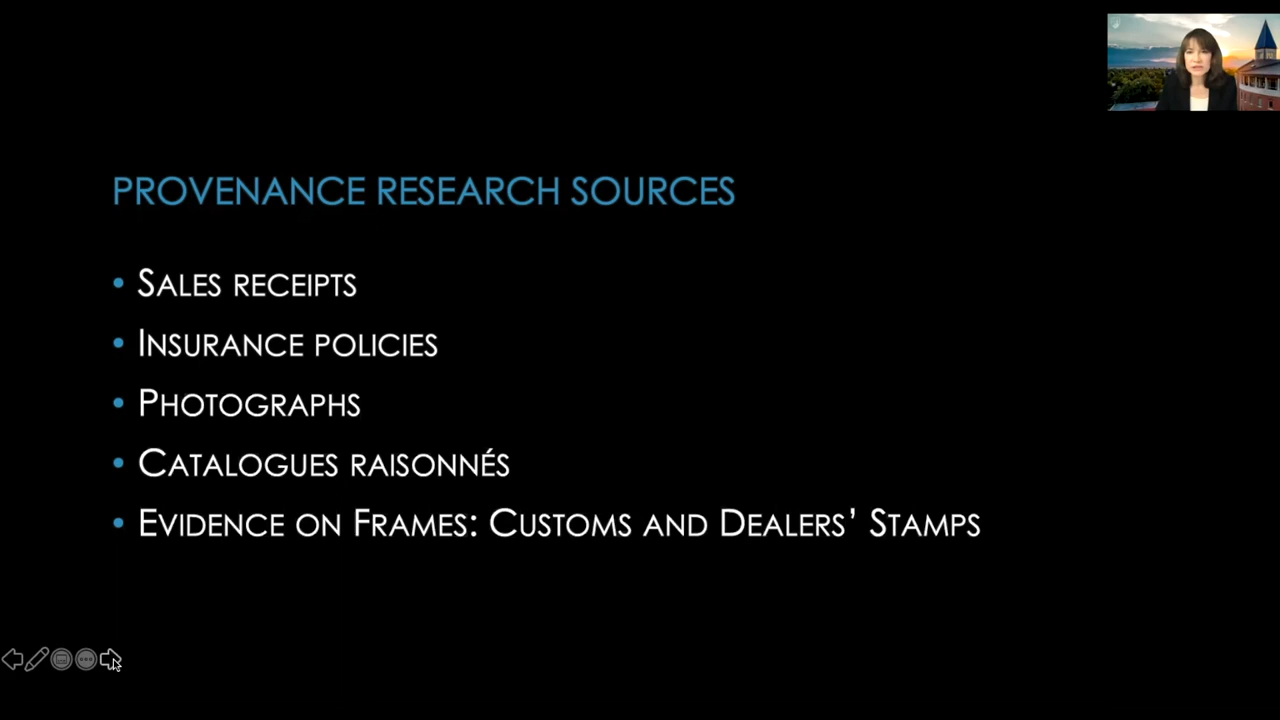 PROVENANCE RESEARCH SOURCES
• SALES RECEIPTS
• INSURANCE POLICIES
• PHOTOGRAPHS
• CATALOGUES RAISONNÉS
• EVIDENCE ON FRAMES: CUSTOMS AND DEALERS’ STAMPS